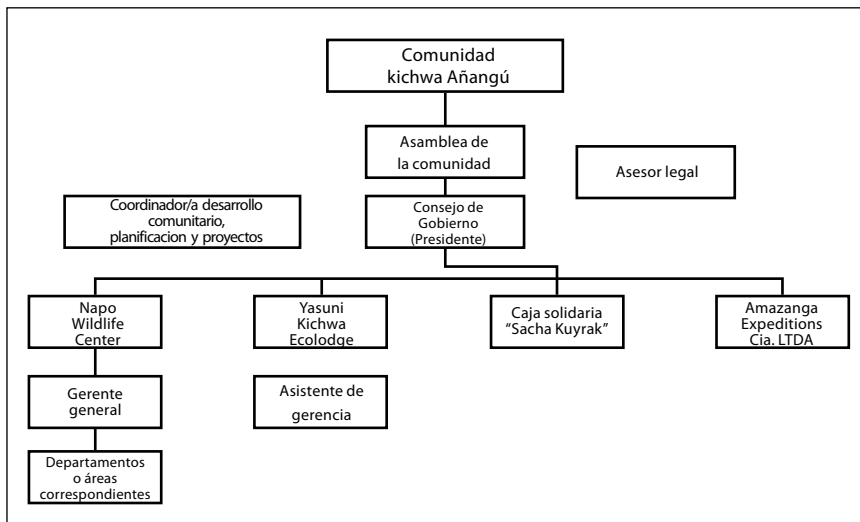 Comunidad
kichwa Añangú
Asamblea de
la comunidad
Asesor legal
Coordinador/a desarrollo
comunitario,
planificacion y proyectos
Consejo de
Gobierno
(Presidente)
Napo
Wildlife
Center
Yasuni
Kichwa
Ecolodge
Caja solidaria
“Sacha Kuyrak”
Amazanga
Expeditions
Cia. LTDA
Gerente
general
Asistente de
gerencia
Departamentos
o áreas
correspondientes